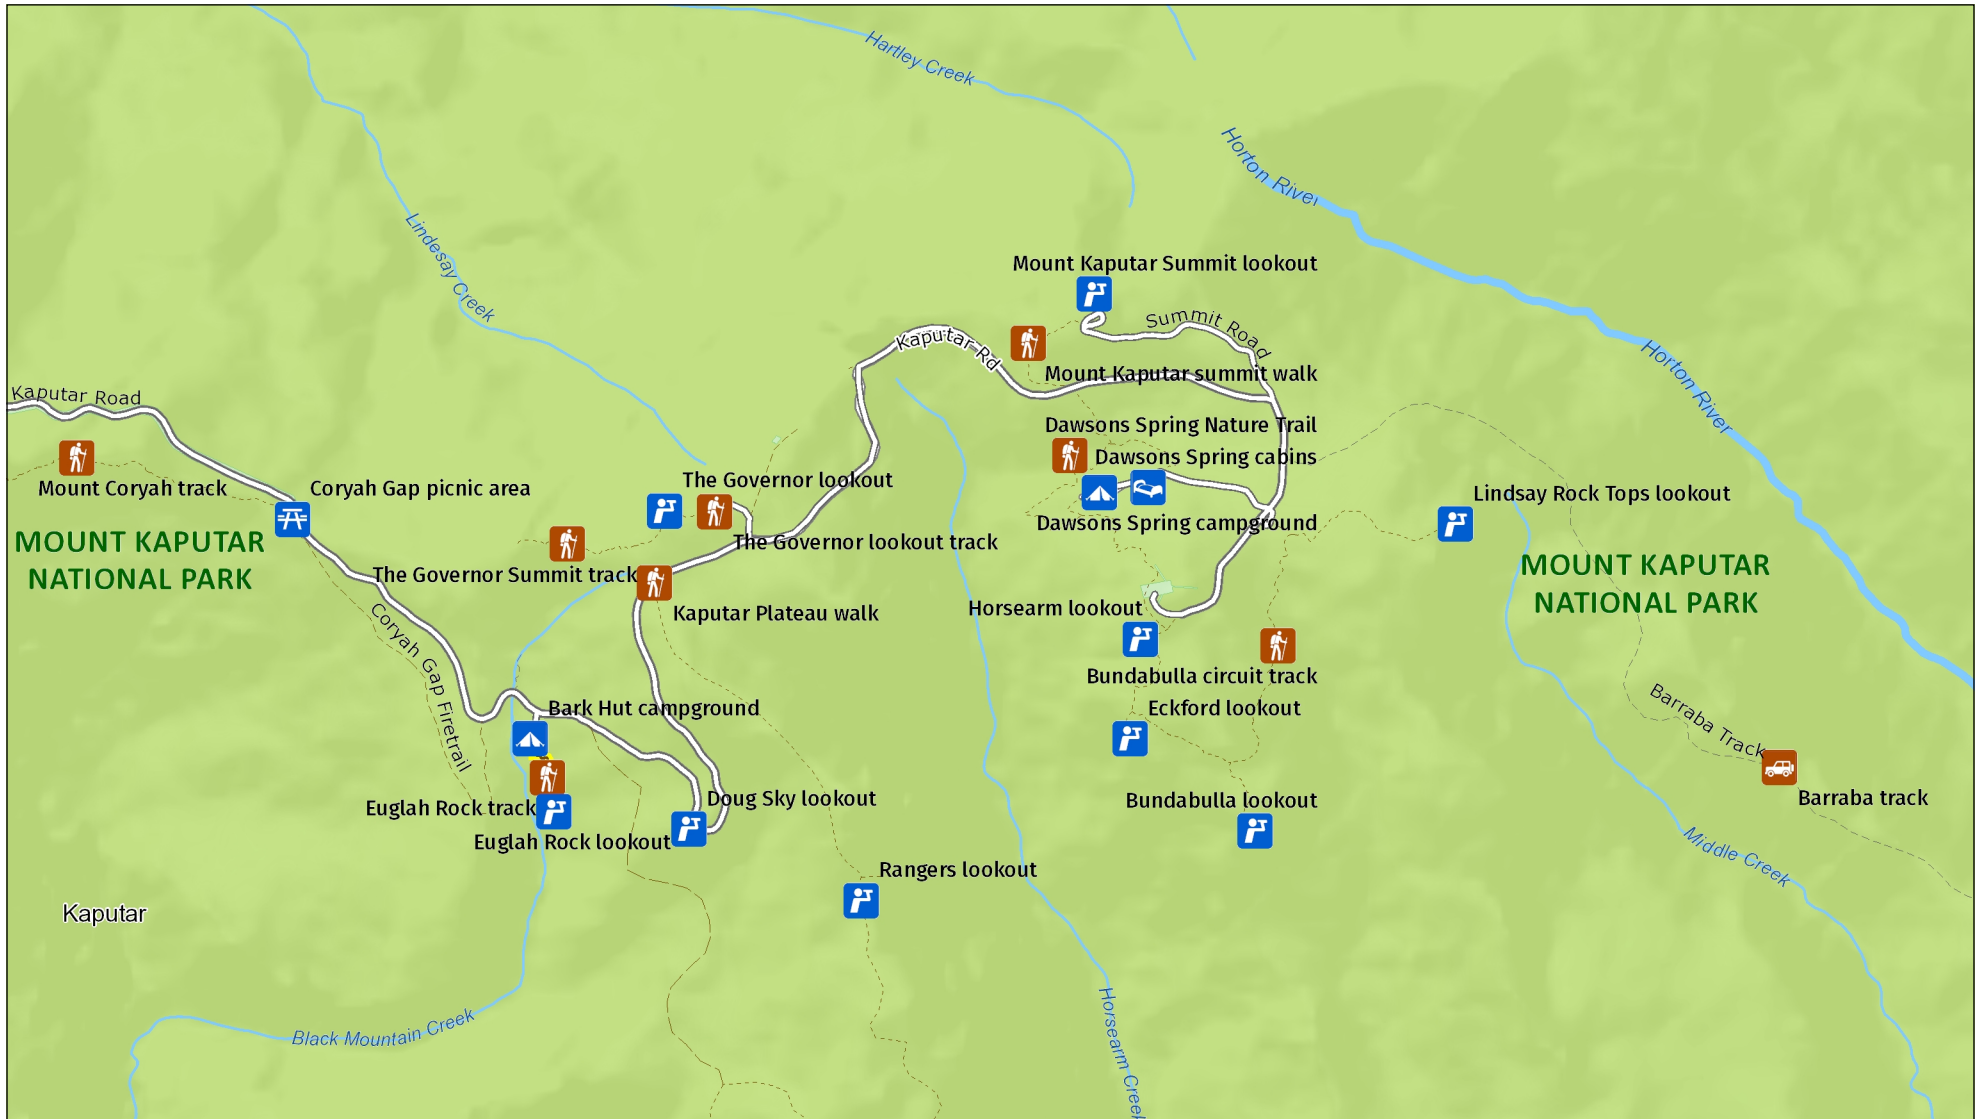 Hartley Creek
Horton River
Lindesay Creek
Mount Kaputar Summit lookout
Summit Road
Kaputar Rd
Horton River
Mount Kaputar summit walk
Kaputar Road
Dawsons Spring Nature Trail
Dawsons Spring cabins
Mount Coryah track
Coryah Gap picnic area
The Governor lookout
Lindsay Rock Tops lookout
Dawsons Spring campground
MOUNT KAPUTAR
NATIONAL PARK
The Governor lookout track
The Governor Summit track
MOUNT KAPUTAR
NATIONAL PARK
Kaputar Plateau walk
Horsearm lookout
Coryah Gap Firetrail
Bundabulla circuit track
Bark Hut campground
Eckford lookout
Barraba Track
Euglah Rock track
Doug Sky lookout
Bundabulla lookout
Barraba track
Euglah Rock lookout
Middle Creek
Rangers lookout
Kaputar
Black Mountain Creek
Horsearm Creek